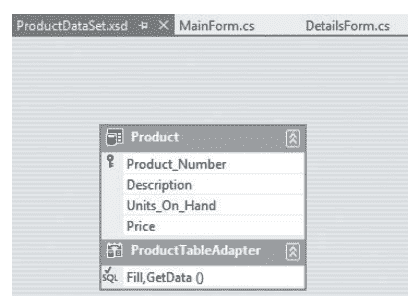 ProductDataSet.xsd MainForm.cs DetailsForm.cs
Product
Product_Number
Description
Units_On_Hand
Price
ProductTableAdapter
SQL Fill,GetData ()